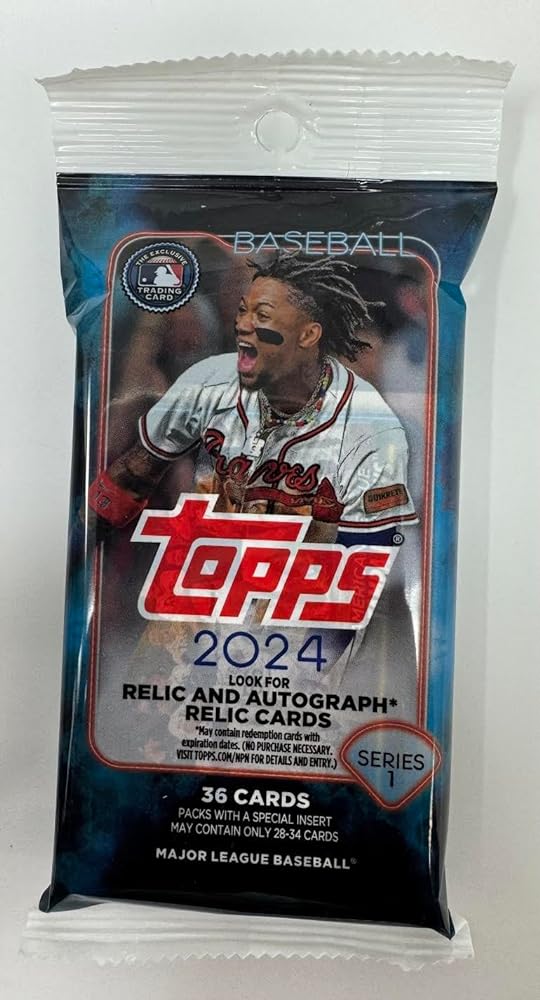 BASEBALL
THE EXCLUSIVE
TRADING
CARD
Braves
QUIKRETE
topps®
2024
LOOK FOR
RELIC AND AUTOGRAPH*
RELIC CARDS
*May contain redemption cards with
expiration dates. (NO PURCHASE NECESSARY.
VISIT TOPPS.COM/NPN FOR DETAILS AND ENTRY.)
SERIES
1
36 CARDS
PACKS WITH A SPECIAL INSERT
MAY CONTAIN ONLY 28-34 CARDS
MAJOR LEAGUE BASEBALL®